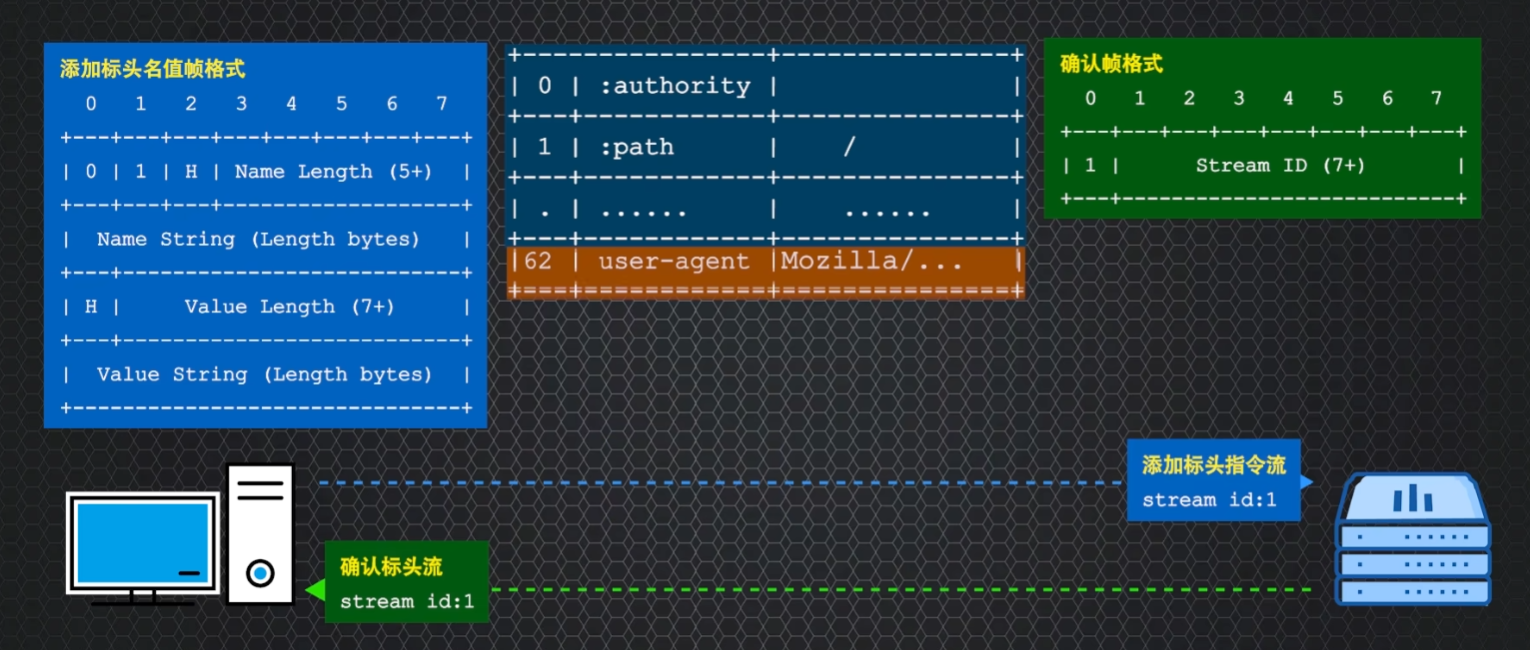 添加标头名值帧格式
0 1 2 3 4 5 6 7
+---+---+---+---+---+---+---+---+
| 0 | 1 | H | Name Length (5+) |
+---+---+---+-------------------+
| Name String (Length bytes) |
+---+---------------------------+
| H | Value Length (7+) |
+---+---------------------------+
| Value String (Length bytes) |
+-------------------------------+
+----+---------------+---------------+
| 0 | :authority | |
+----+---------------+---------------+
| 1 | :path | / |
+----+---------------+---------------+
| . | ...... | ...... |
+----+---------------+---------------+
|62 | user-agent |Mozilla/... |
+====+===============+===============+
确认帧格式
0 1 2 3 4 5 6 7
+---+---+---+---+---+---+---+---+
| 1 | Stream ID (7+) |
+---+---------------------------+
添加标头指令流
stream id:1
确认标头流
stream id:1